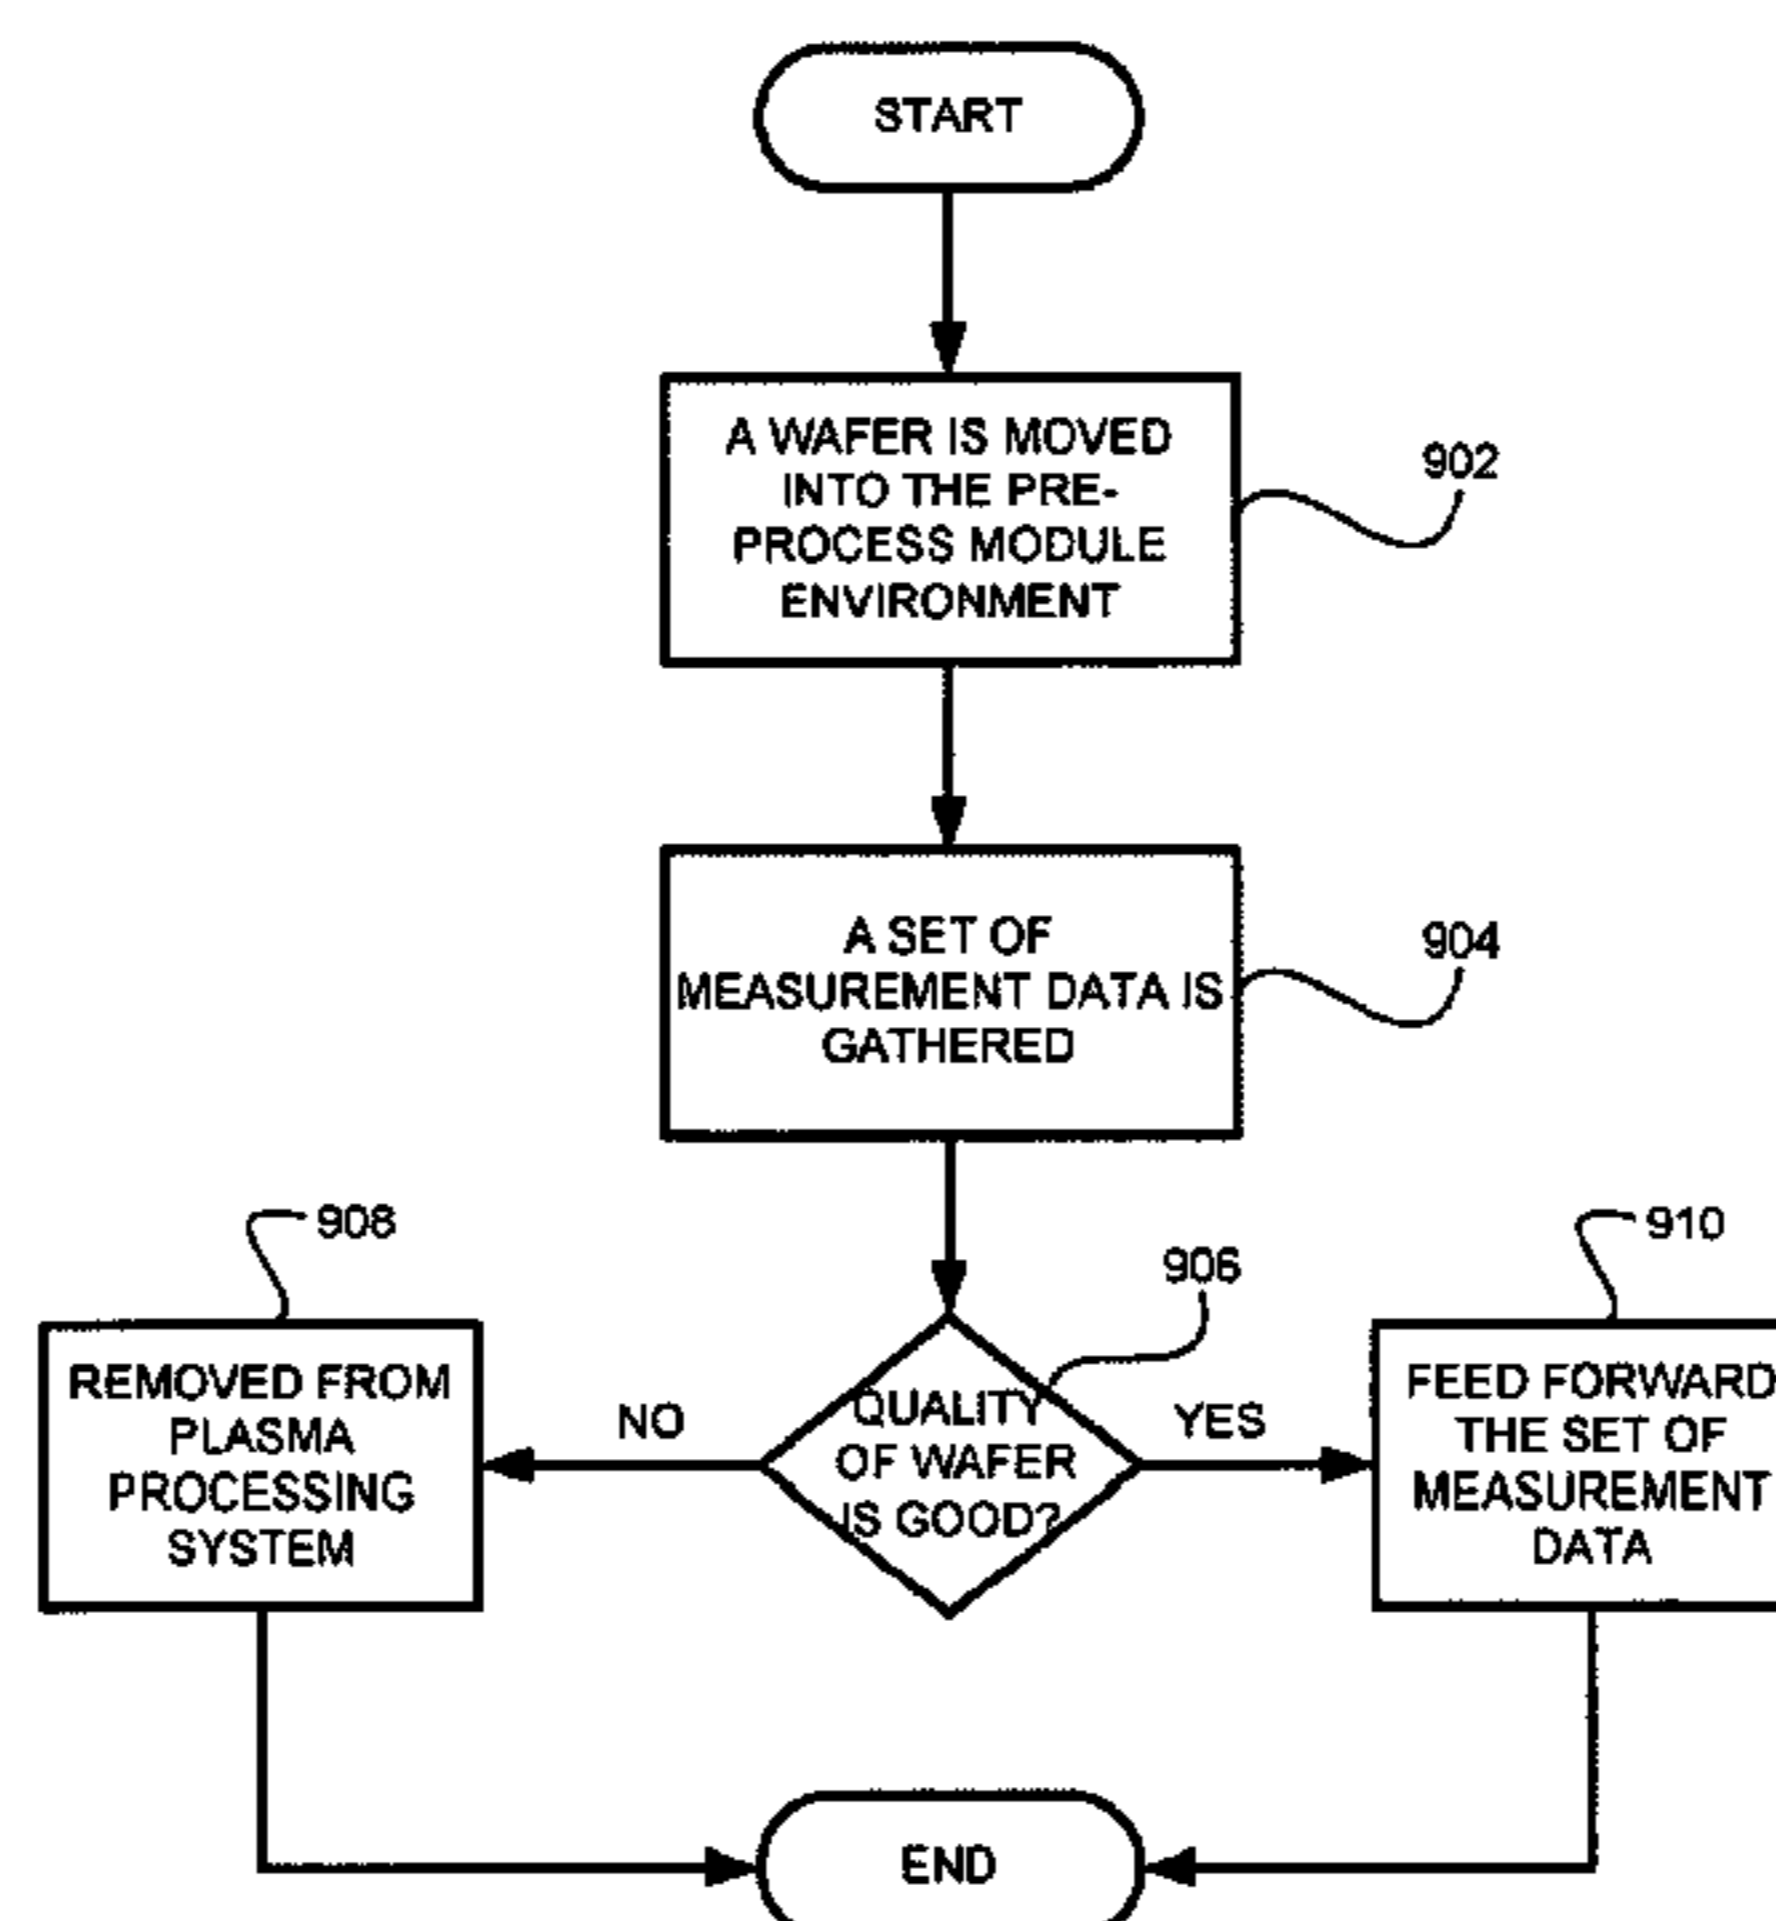 START
A WAFER IS MOVED
INTO THE PRE-
PROCESS MODULE
ENVIRONMENT
902
A SET OF
MEASUREMENT DATA IS
GATHERED
904
908
REMOVED FROM
PLASMA
PROCESSING
SYSTEM
NO
906
QUALITY
OF WAFER
IS GOOD?
YES
910
FEED FORWARD
THE SET OF
MEASUREMENT
DATA
END